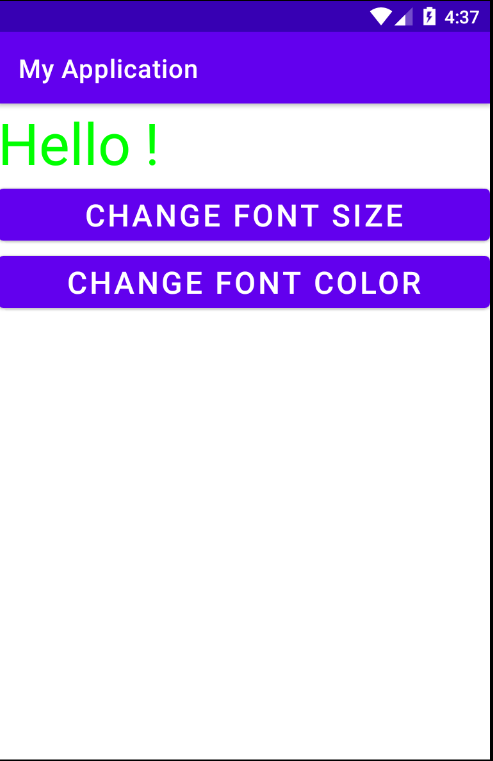 4:37
My Application
Hello !
CHANGE FONT SIZE
CHANGE FONT COLOR